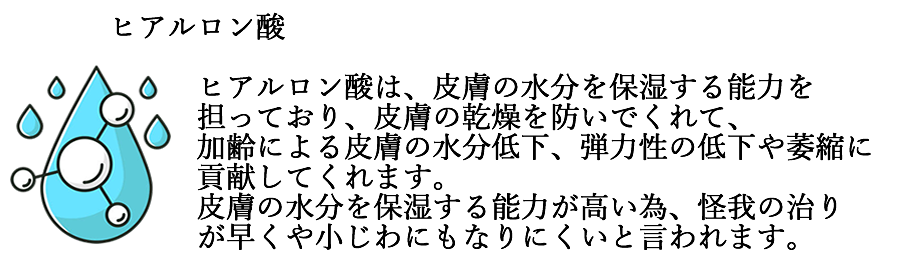 ヒアルロン酸
ヒアルロン酸は、皮膚の水分を保湿する能力を
担っており、皮膚の乾燥を防いでくれて、
加齢による皮膚の水分低下、弾力性の低下や萎縮に
貢献してくれます。
皮膚の水分を保湿する能力が高い為、怪我の治り
が早くや小じわにもなりにくいと言われます。